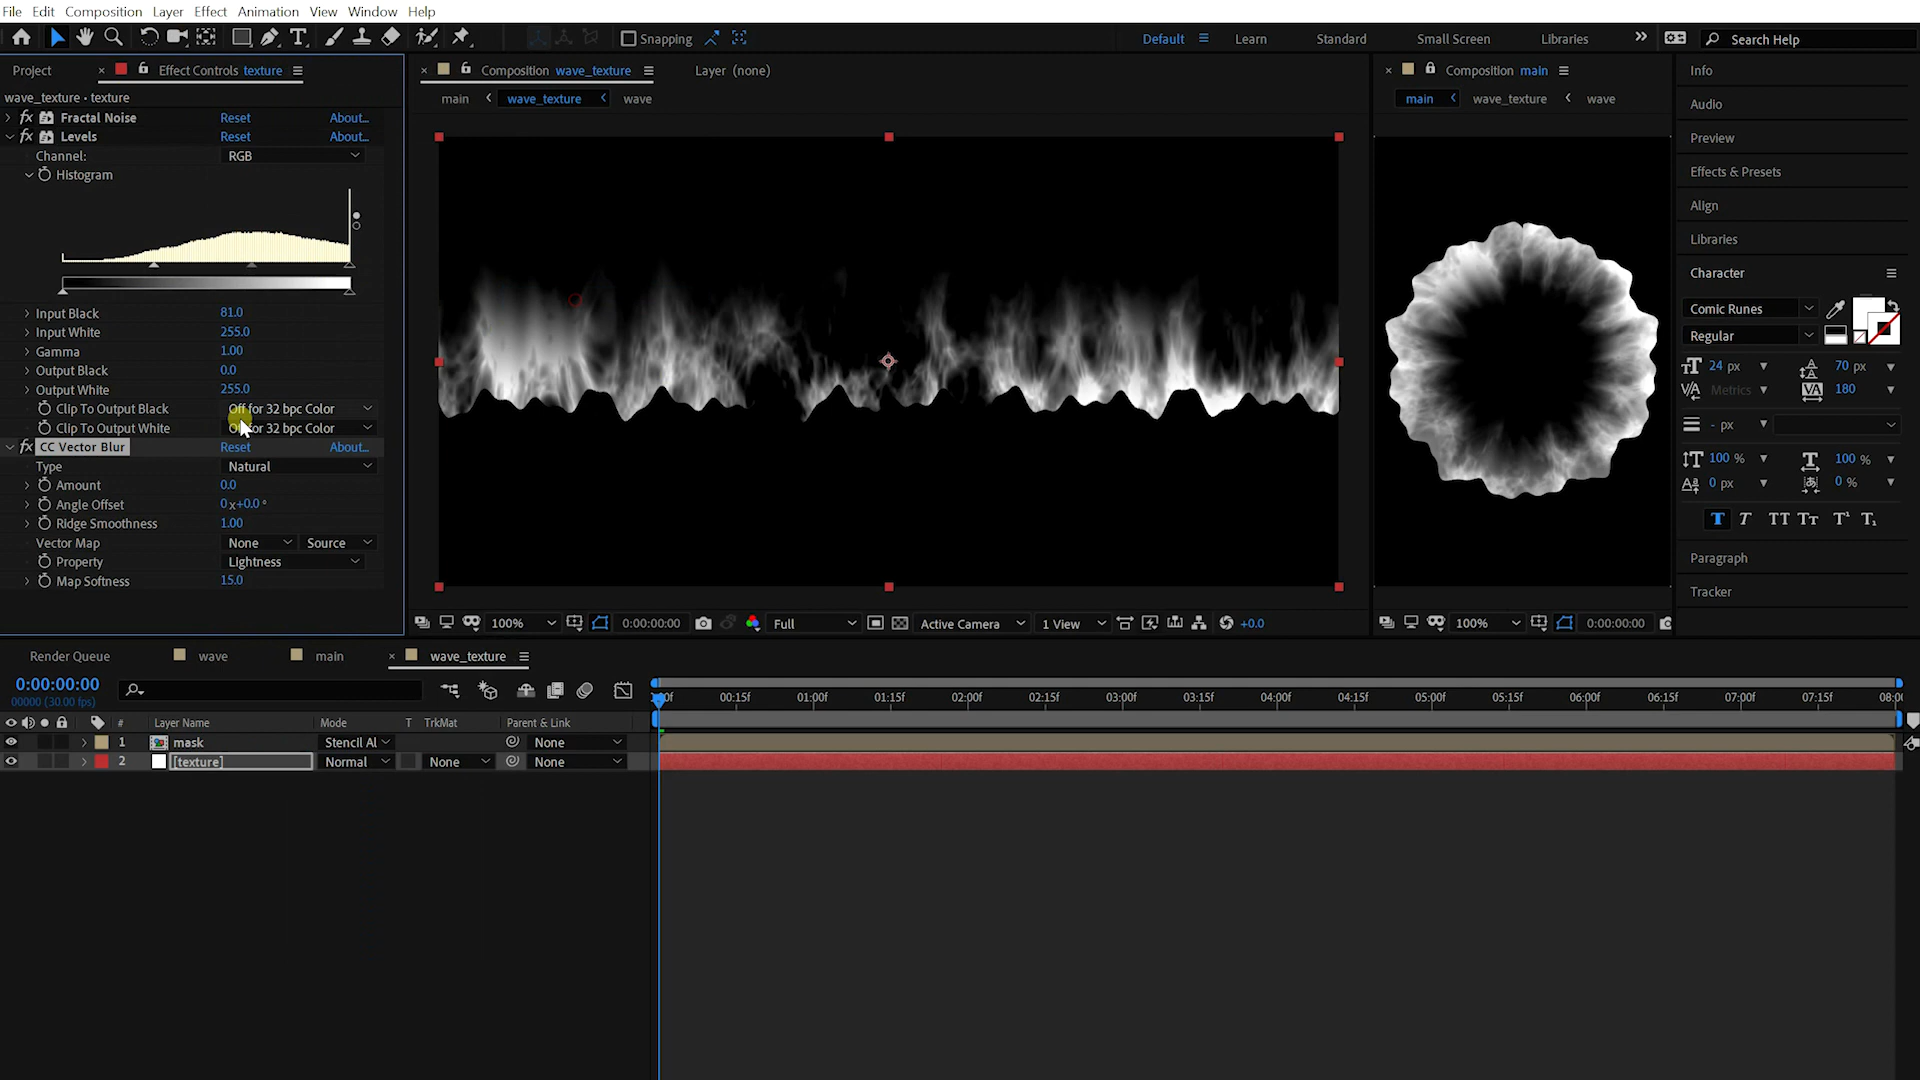 File Edit Composition Layer Effect Animation View Window Help
Snapping Default Learn Standard Small Screen Libraries Search Help
Project Effect Controls texture
wave_texture • texture
Fractal Noise Reset About...
Levels Reset About...
Channel: RGB
Histogram
Input Black 81.0
Input White 255.0
Gamma 1.00
Output Black 0.0
Output White 255.0
Clip To Output Black Off for 32 bpc Color
Clip To Output White Off for 32 bpc Color
CC Vector Blur Reset About...
Type Natural
Amount 0.0
Angle Offset 0 x+0.0 °
Ridge Smoothness 1.00
Vector Map None Source
Property Lightness
Map Softness 15.0
Composition wave_texture Layer (none)
main wave_texture wave
100% 0:00:00:00 Full Active Camera 1 View +0.0
Composition main
main wave_texture wave
100% 0:00:00:00
Info
Audio
Preview
Effects & Presets
Align
Libraries
Character
Comic Runes
Regular
24 px 70 px
Metrics 180
- px
100 % 100 %
0 px 0 %
T T TT Tt T¹ T₁
Paragraph
Tracker
Render Queue wave main wave_texture
0:00:00:00
00000 (30.00 fps)
# Layer Name Mode T TrkMat Parent & Link
00:15f 01:00f 01:15f 02:00f 02:15f 03:00f 03:15f 04:00f 04:15f 05:00f 05:15f 06:00f 06:15f 07:00f 07:15f
1 mask Stencil Al None
2 [texture] Normal None None